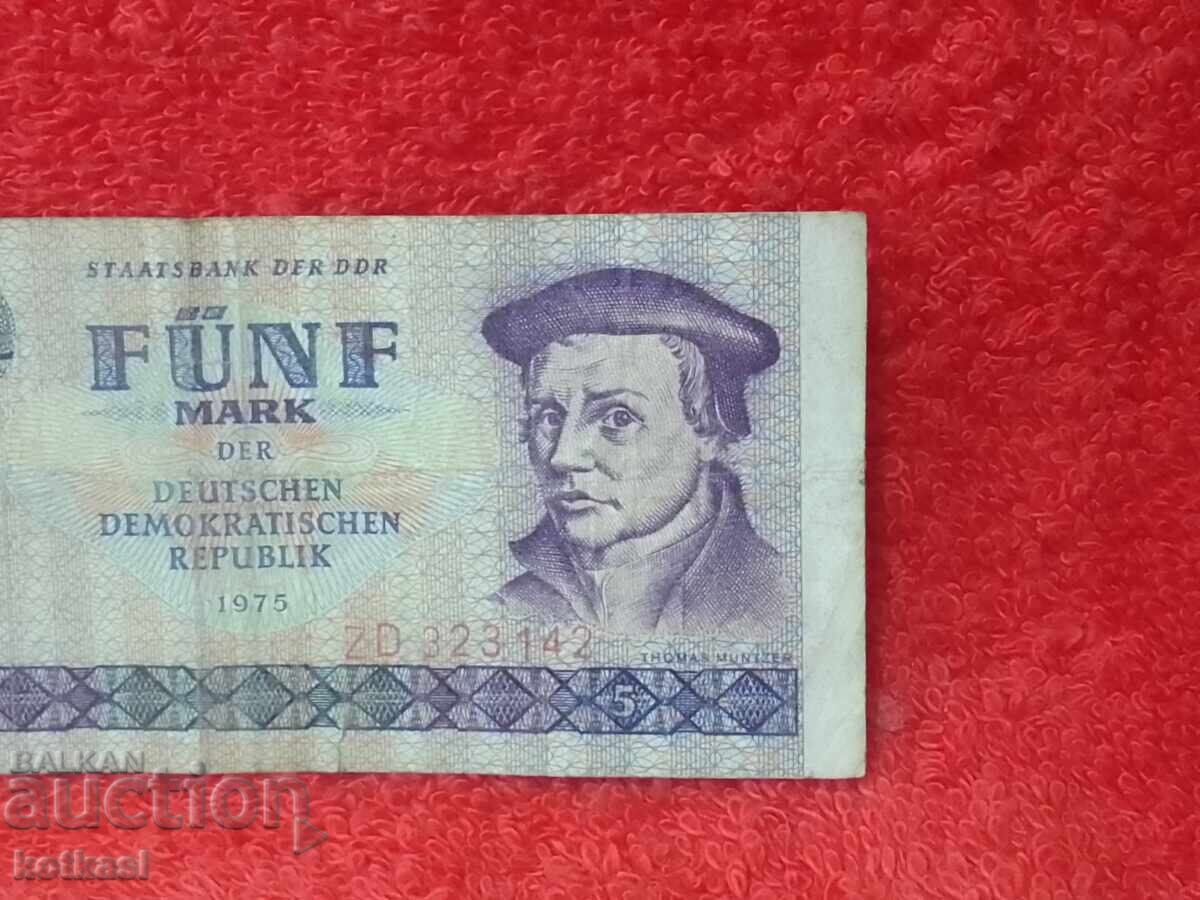 STAATSBANK DER DDR
FÜNF
MARK
DER
DEUTSCHEN
DEMOKRATISCHEN
REPUBLIK
1975
ZD 323142
THOMAS MÜNTZER
5
BALKAN
auction
kotkasl